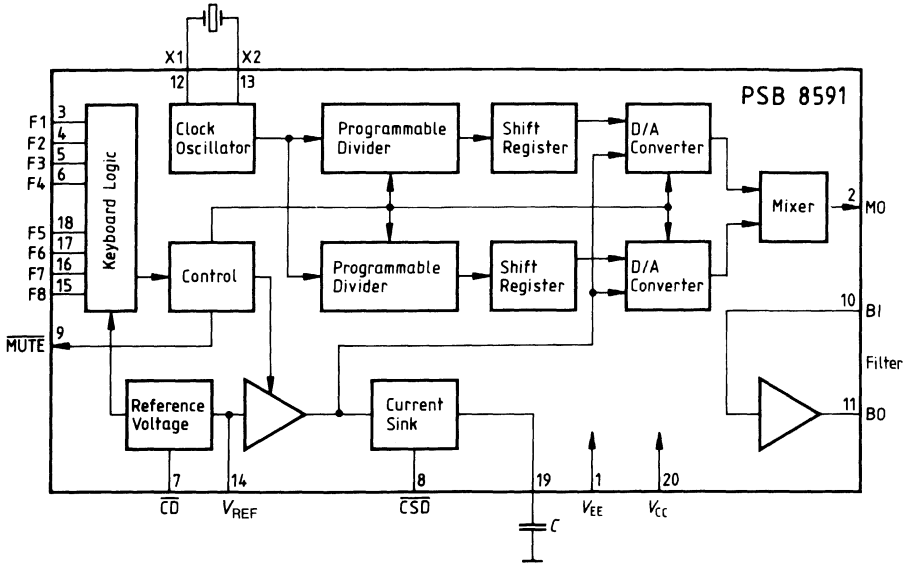 X1 X2
12 13
PSB 8591
F1 3
F2 4
F3 5
F4 6
F5 18
F6 17
F7 16
F8 15
Keyboard Logic
Clock
Oscillator
Programmable
Divider
Shift
Register
D/A
Converter
Mixer
2 MO
Control
Programmable
Divider
Shift
Register
D/A
Converter
M̅U̅T̅E̅ 9
10 BI
Filter
11 BO
Reference
Voltage
Current
Sink
7 14 8 19 1 20
C̅D̅ VREF C̅S̅D̅ C VEE VCC